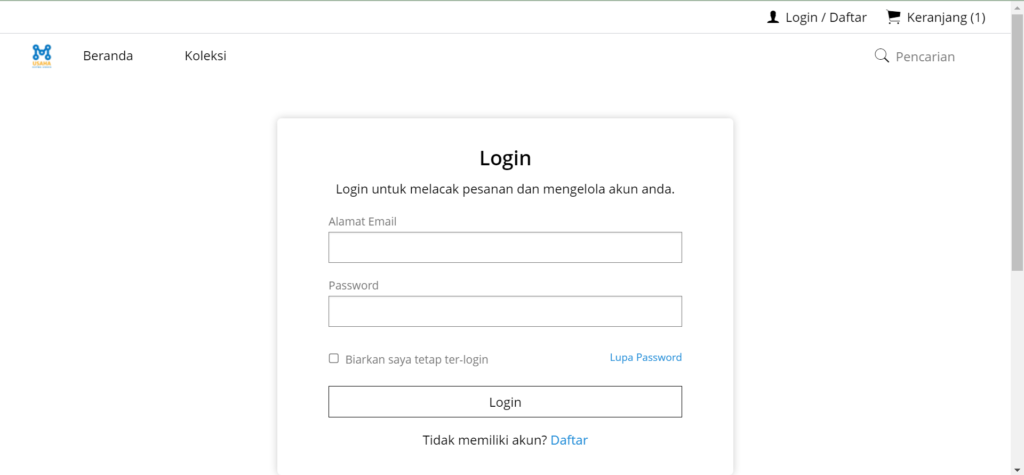 Login / Daftar Keranjang (1)
USAHA
Beranda Koleksi Pencarian
Login
Login untuk melacak pesanan dan mengelola akun anda.
Alamat Email
Password
Biarkan saya tetap ter-login Lupa Password
Login
Tidak memiliki akun? Daftar